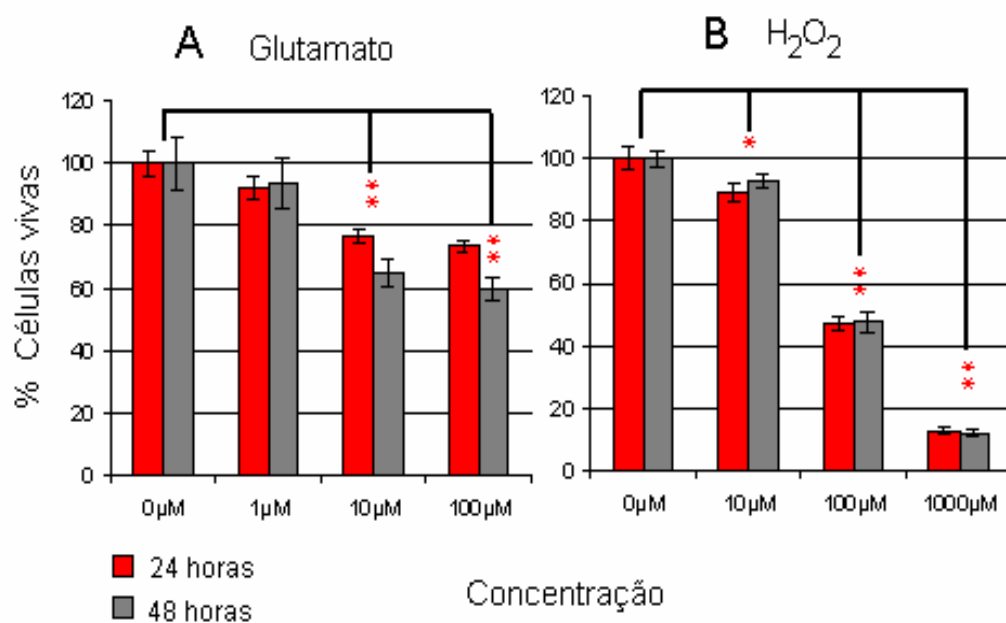 A Glutamato
B H₂O₂
% Células vivas
120
100
80
60
40
20
0
0µM 1µM 10µM 100µM
120
100
80
60
40
20
0
0µM 10µM 100µM 1000µM
**
**
*
**
**
24 horas
48 horas
Concentração